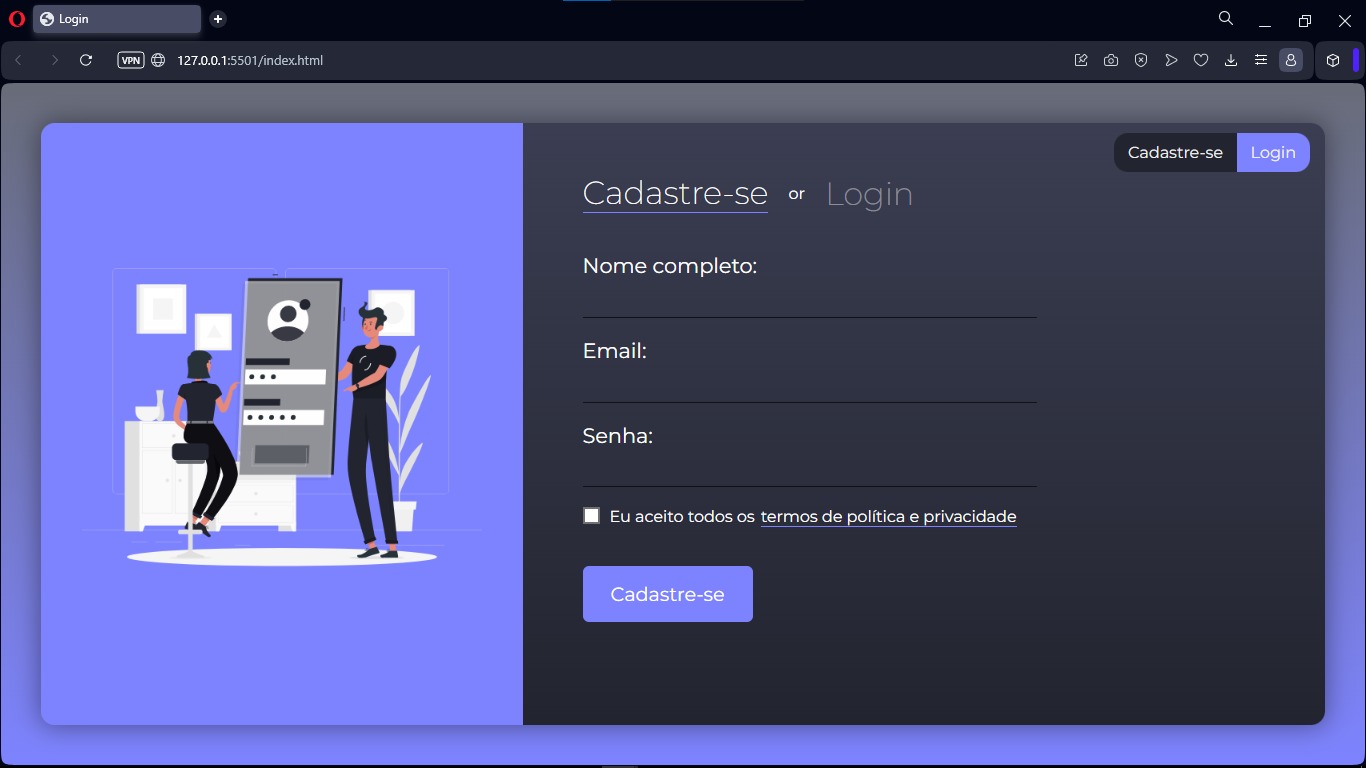 Login
VPN 127.0.0.1:5501/index.html
Cadastre-se Login
Cadastre-se or Login
Nome completo:
Email:
Senha:
Eu aceito todos os termos de política e privacidade
Cadastre-se